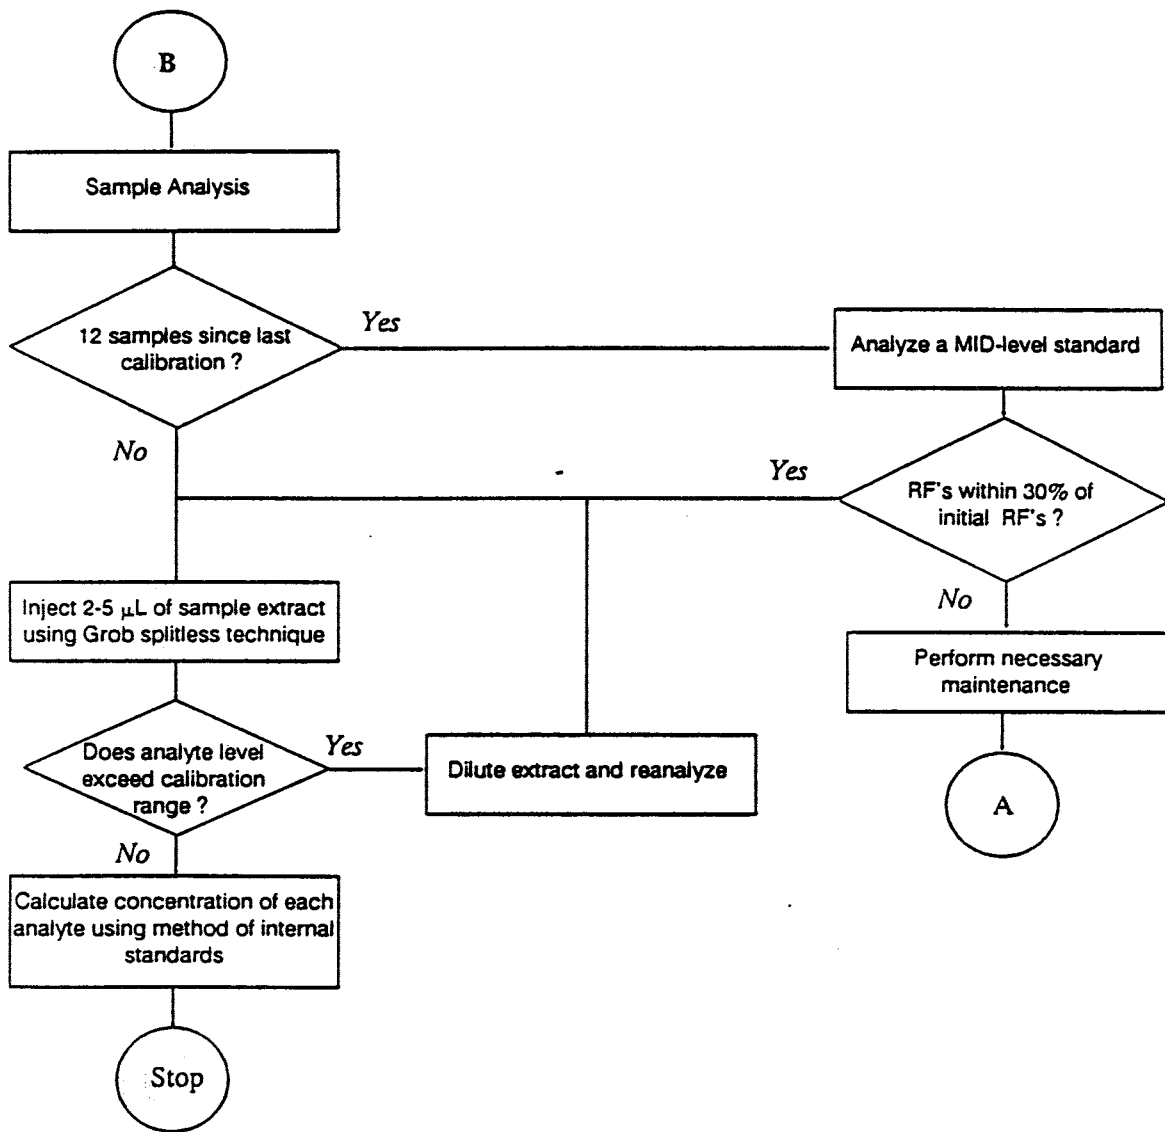 B
Sample Analysis
12 samples since last
calibration ?
Yes
Analyze a MID-level standard
No
Yes
RF's within 30% of
initial RF's ?
Inject 2-5 µL of sample extract
using Grob splitless technique
No
Perform necessary
maintenance
Does analyte level
exceed calibration
range ?
Yes
Dilute extract and reanalyze
A
No
Calculate concentration of each
analyte using method of internal
standards
Stop